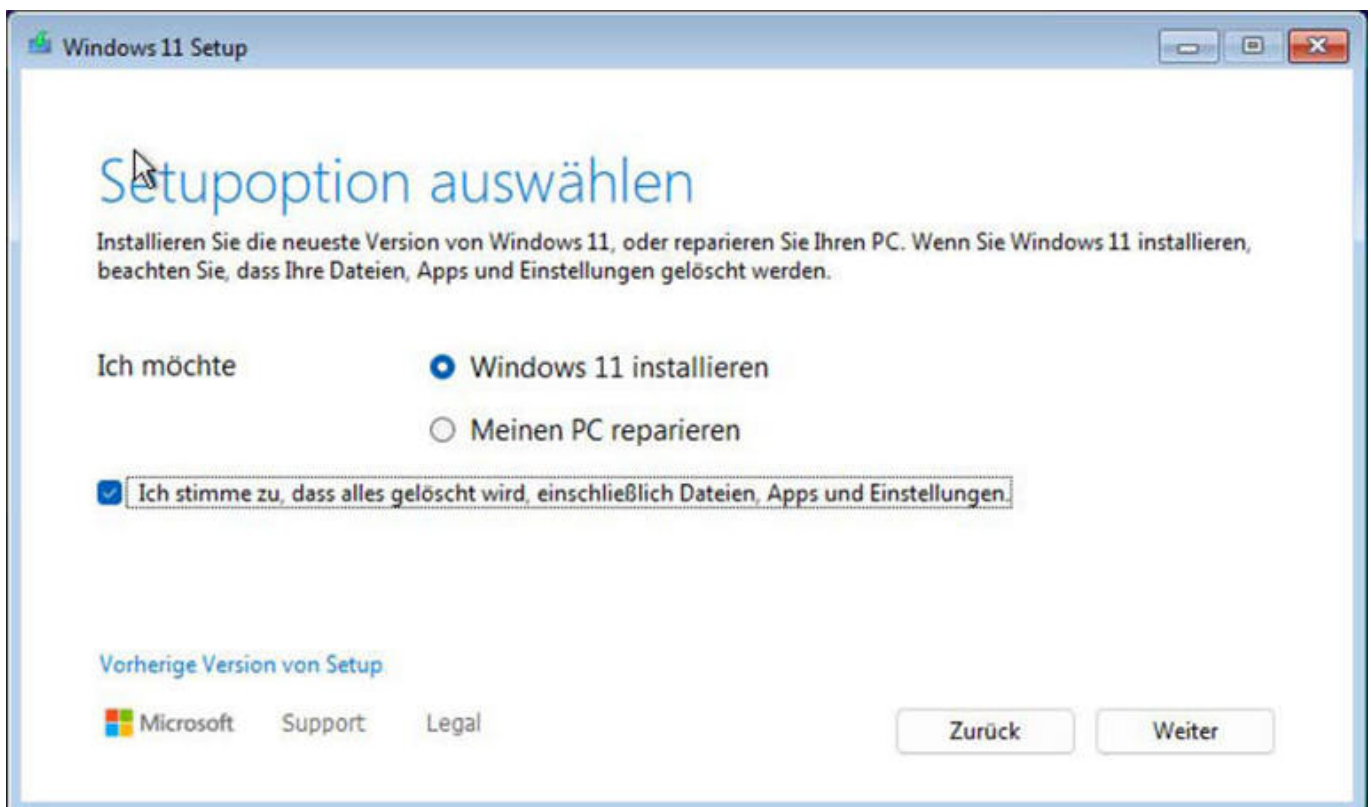 Windows 11 Setup
Setupoption auswählen
Installieren Sie die neueste Version von Windows 11, oder reparieren Sie Ihren PC. Wenn Sie Windows 11 installieren,
beachten Sie, dass Ihre Dateien, Apps und Einstellungen gelöscht werden.
Ich möchte
Windows 11 installieren
Meinen PC reparieren
Ich stimme zu, dass alles gelöscht wird, einschließlich Dateien, Apps und Einstellungen.
Vorherige Version von Setup
Microsoft Support Legal
Zurück Weiter